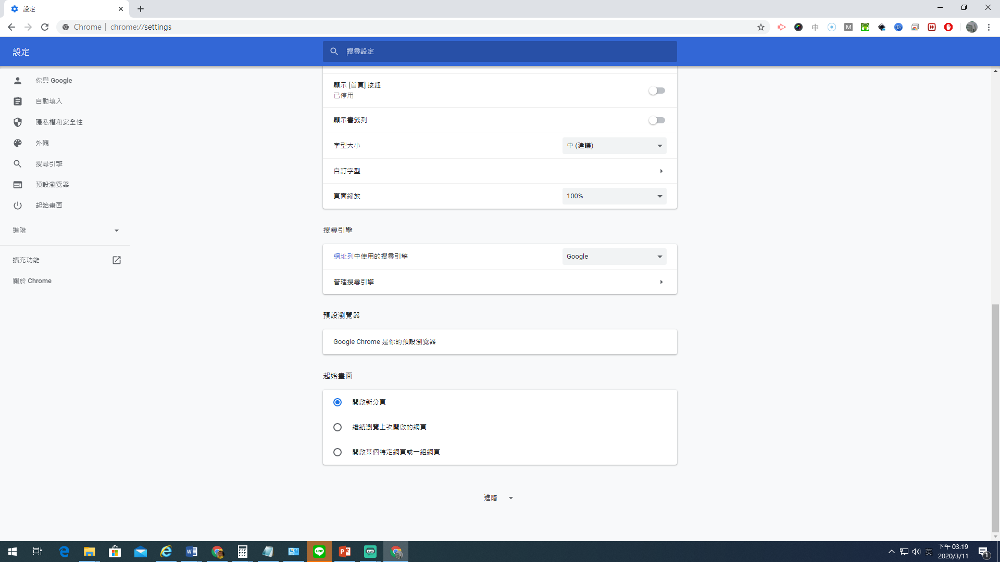 設定
Chrome
chrome://settings
中
M
設定
搜尋設定
你與 Google
自動填入
隱私權和安全性
外觀
搜尋引擎
預設瀏覽器
起始畫面
進階
擴充功能
關於 Chrome
顯示 [首頁] 按鈕
已停用
顯示書籤列
字型大小
中 (建議)
自訂字型
頁面縮放
100%
搜尋引擎
網址列中使用的搜尋引擎
Google
管理搜尋引擎
預設瀏覽器
Google Chrome 是你的預設瀏覽器
起始畫面
開啟新分頁
繼續瀏覽上次開啟的網頁
開啟某個特定網頁或一組網頁
進階
LINE
英
下午 03:19
2020/3/11
1